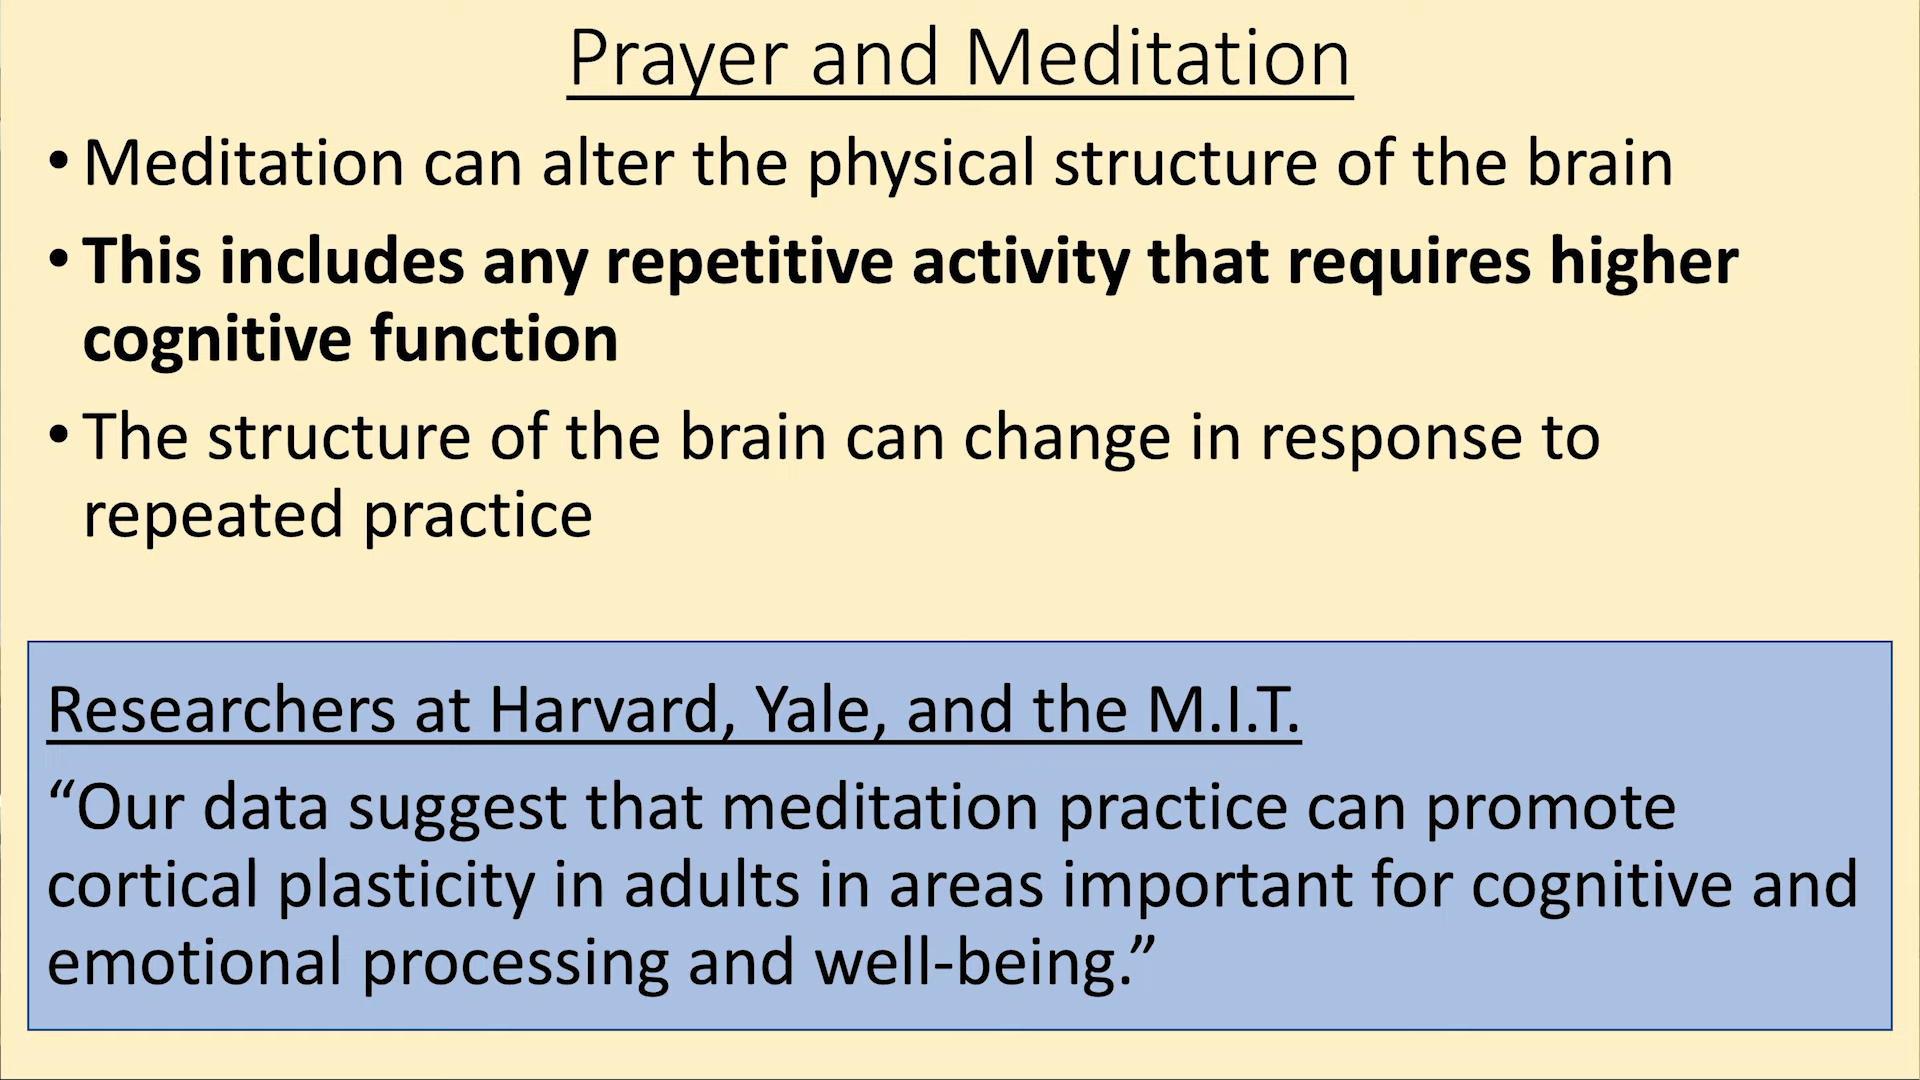 Prayer and Meditation
• Meditation can alter the physical structure of the brain
• This includes any repetitive activity that requires higher
cognitive function
• The structure of the brain can change in response to
repeated practice
Researchers at Harvard, Yale, and the M.I.T.
“Our data suggest that meditation practice can promote
cortical plasticity in adults in areas important for cognitive and
emotional processing and well-being.”